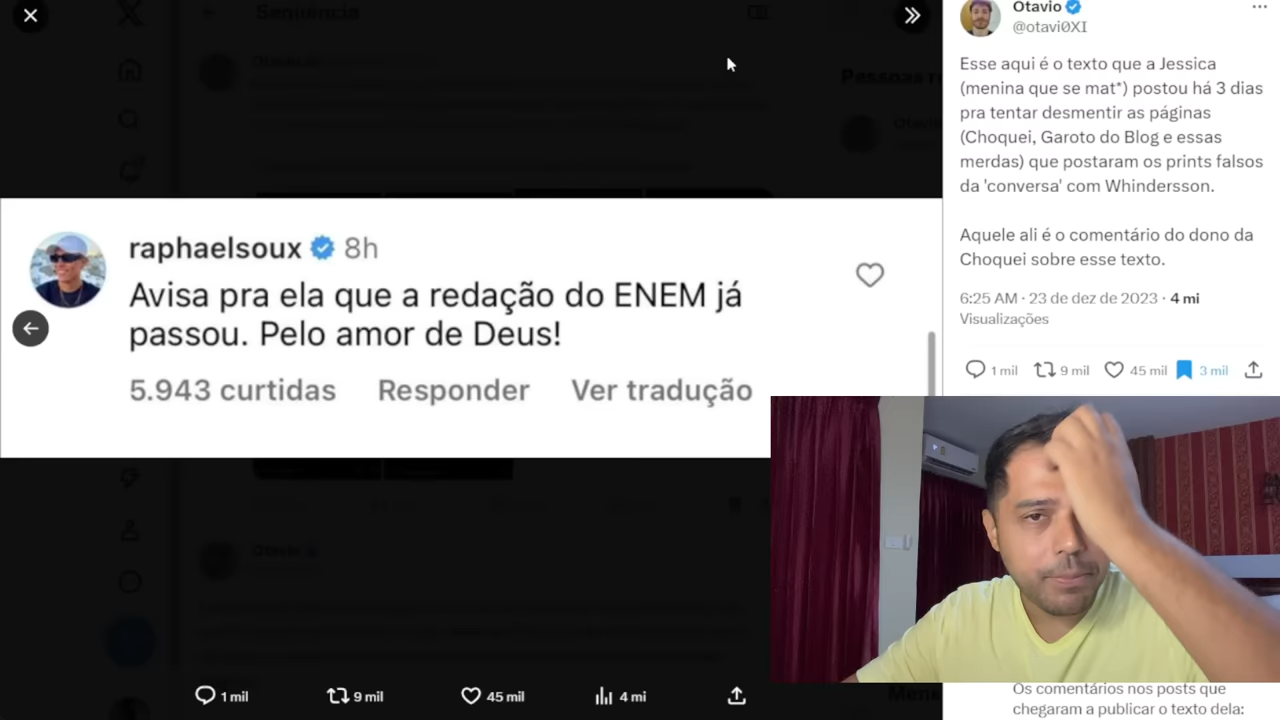 Sequência
raphaelsoux 8h
Avisa pra ela que a redação do ENEM já
passou. Pelo amor de Deus!
5.943 curtidas Responder Ver tradução
1 mil 9 mil 45 mil 4 mi
Otavio
@otavi0XI
Esse aqui é o texto que a Jessica
(menina que se mat*) postou há 3 dias
pra tentar desmentir as páginas
(Choquei, Garoto do Blog e essas
merdas) que postaram os prints falsos
da 'conversa' com Whindersson.
Aquele ali é o comentário do dono da
Choquei sobre esse texto.
6:25 AM · 23 de dez de 2023 · 4 mi
Visualizações
1 mil 9 mil 45 mil 3 mil
Os comentários nos posts que
chegaram a publicar o texto dela: